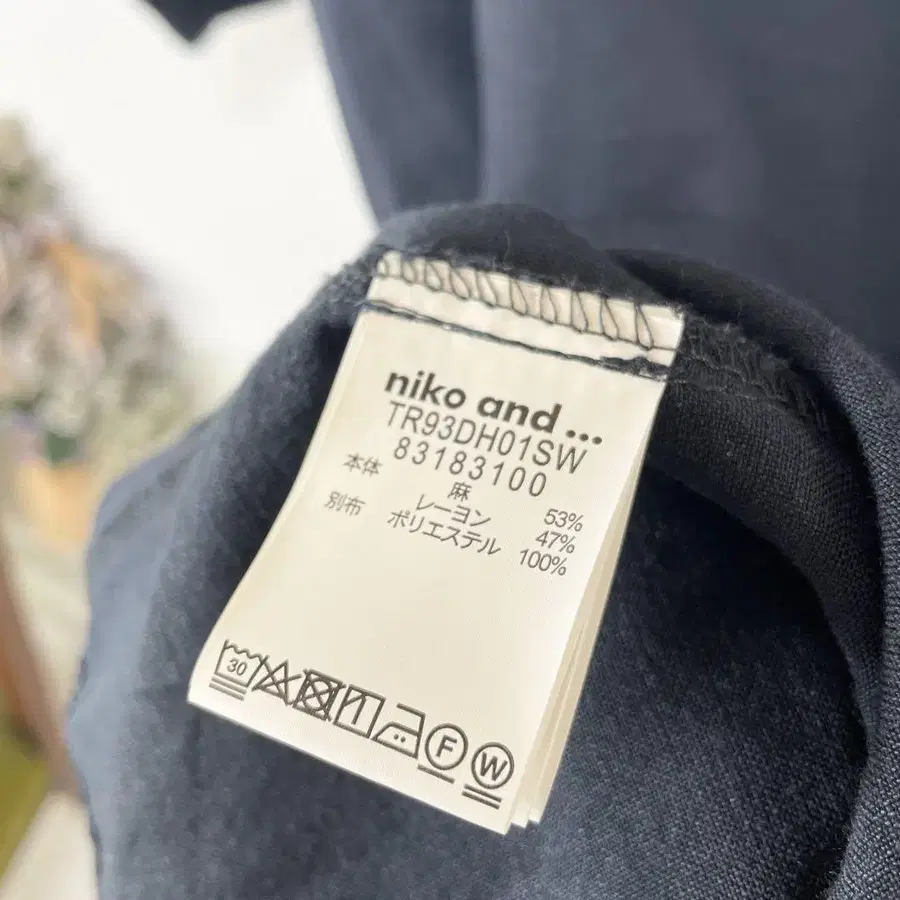 niko and ...
TR93DH01SW
83183100
本体 麻 53%
レーヨン 47%
別布 ポリエステル 100%
30
F
W